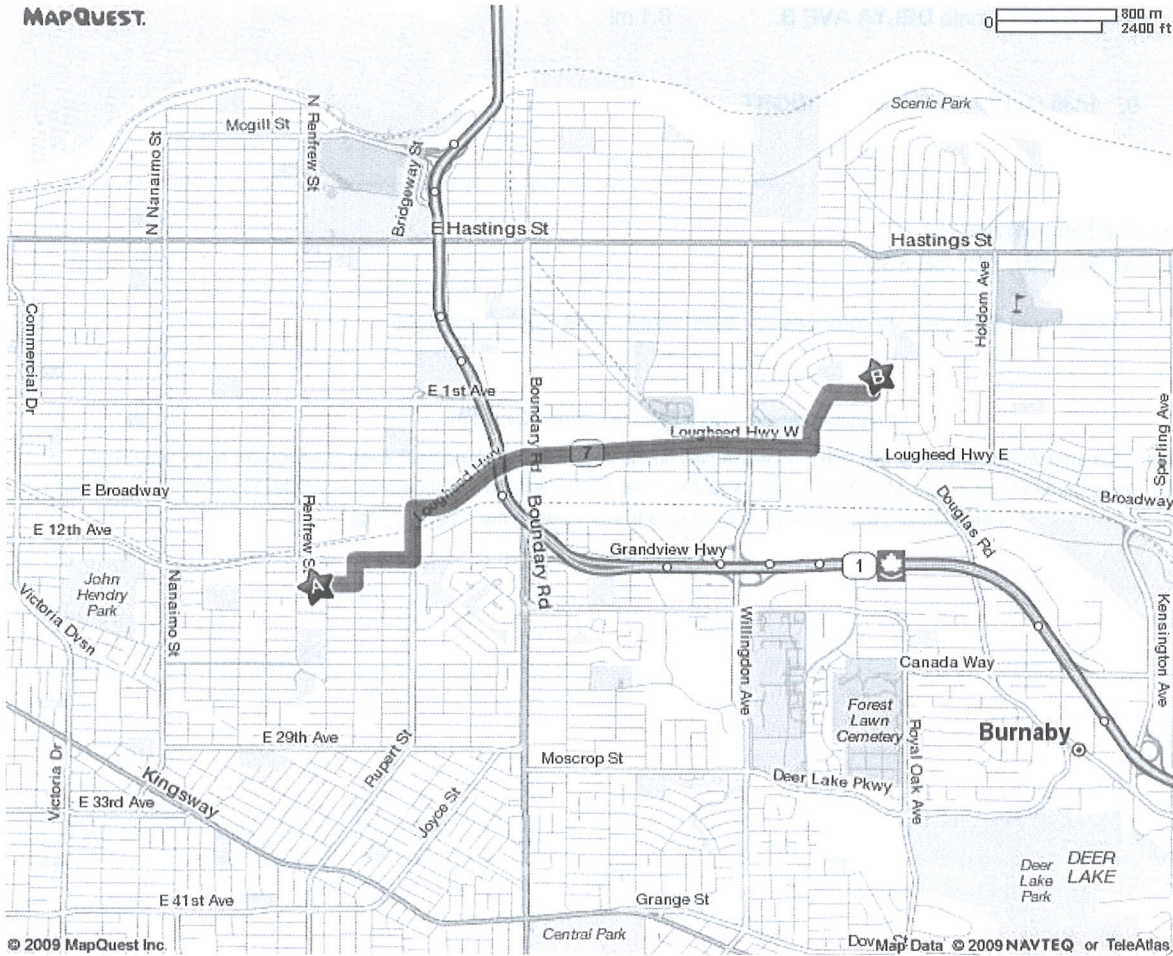 MAPQUEST.
800 m
0
2400 ft
Scenic Park
Mcgill St
N Renfrew St
N Nanaimo St
Bridgeway St
E Hastings St
Hastings St
Holdom Ave
Commercial Dr
E 1st Ave
Boundary Rd
B
Lougheed Hwy W
7
Lougheed Hwy
Lougheed Hwy E
N Sperling Ave
E Broadway
Broadway
Renfrew St
E 12th Ave
Boundary Rd
Douglas Rd
Grandview Hwy
1
A
John
Hendry
Park
Nanaimo St
Victoria Dvsn
Willingdon Ave
Kensington Ave
Canada Way
Forest
Lawn
Cemetery
Royal Oak Ave
Burnaby
E 29th Ave
Rupert St
Moscrop St
Deer Lake Pkwy
Victoria Dr
Kingsway
E 33rd Ave
Joyce St
Deer
Lake
Park
DEER
LAKE
E 41st Ave
Grange St
Central Park
© 2009 MapQuest Inc.
Map Data © 2009 NAVTEQ or TeleAtlas